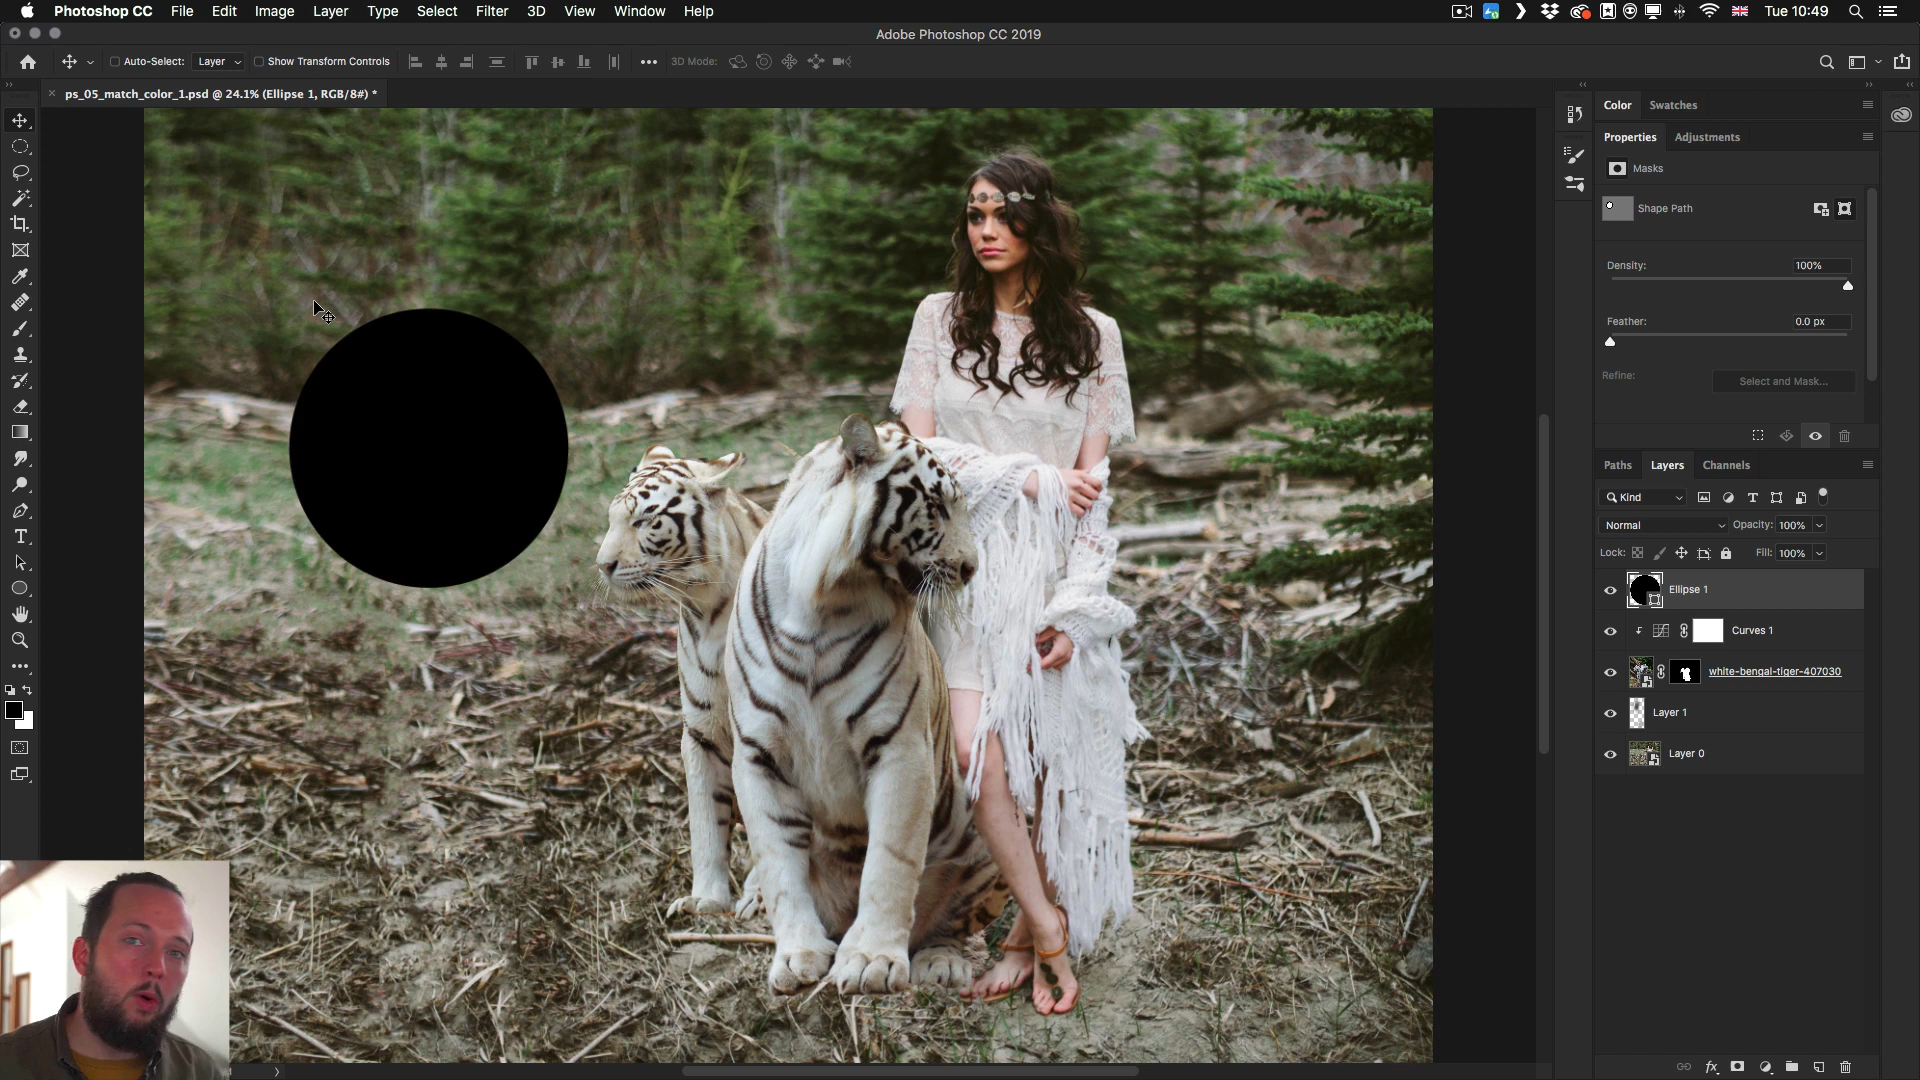 Photoshop CC File Edit Image Layer Type Select Filter 3D View Window Help Tue 10:49
Adobe Photoshop CC 2019
Auto-Select: Layer Show Transform Controls 3D Mode:
ps_05_match_color_1.psd @ 24.1% (Ellipse 1, RGB/8#) *
Color Swatches
Properties Adjustments
Masks
Shape Path
Density: 100%
Feather: 0.0 px
Refine: Select and Mask...
Paths Layers Channels
Kind
Normal Opacity: 100%
Lock: Fill: 100%
Ellipse 1
Curves 1
white-bengal-tiger-407030
Layer 1
Layer 0